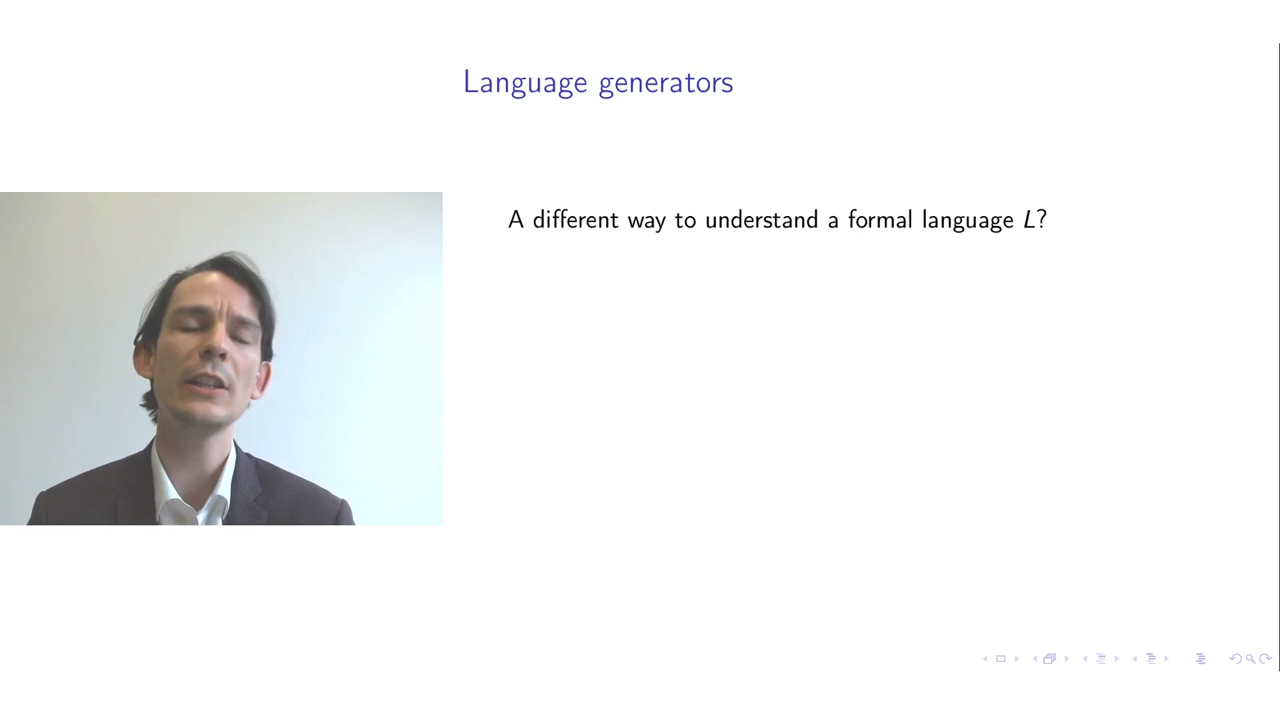 Language generators
A different way to understand a formal language L?